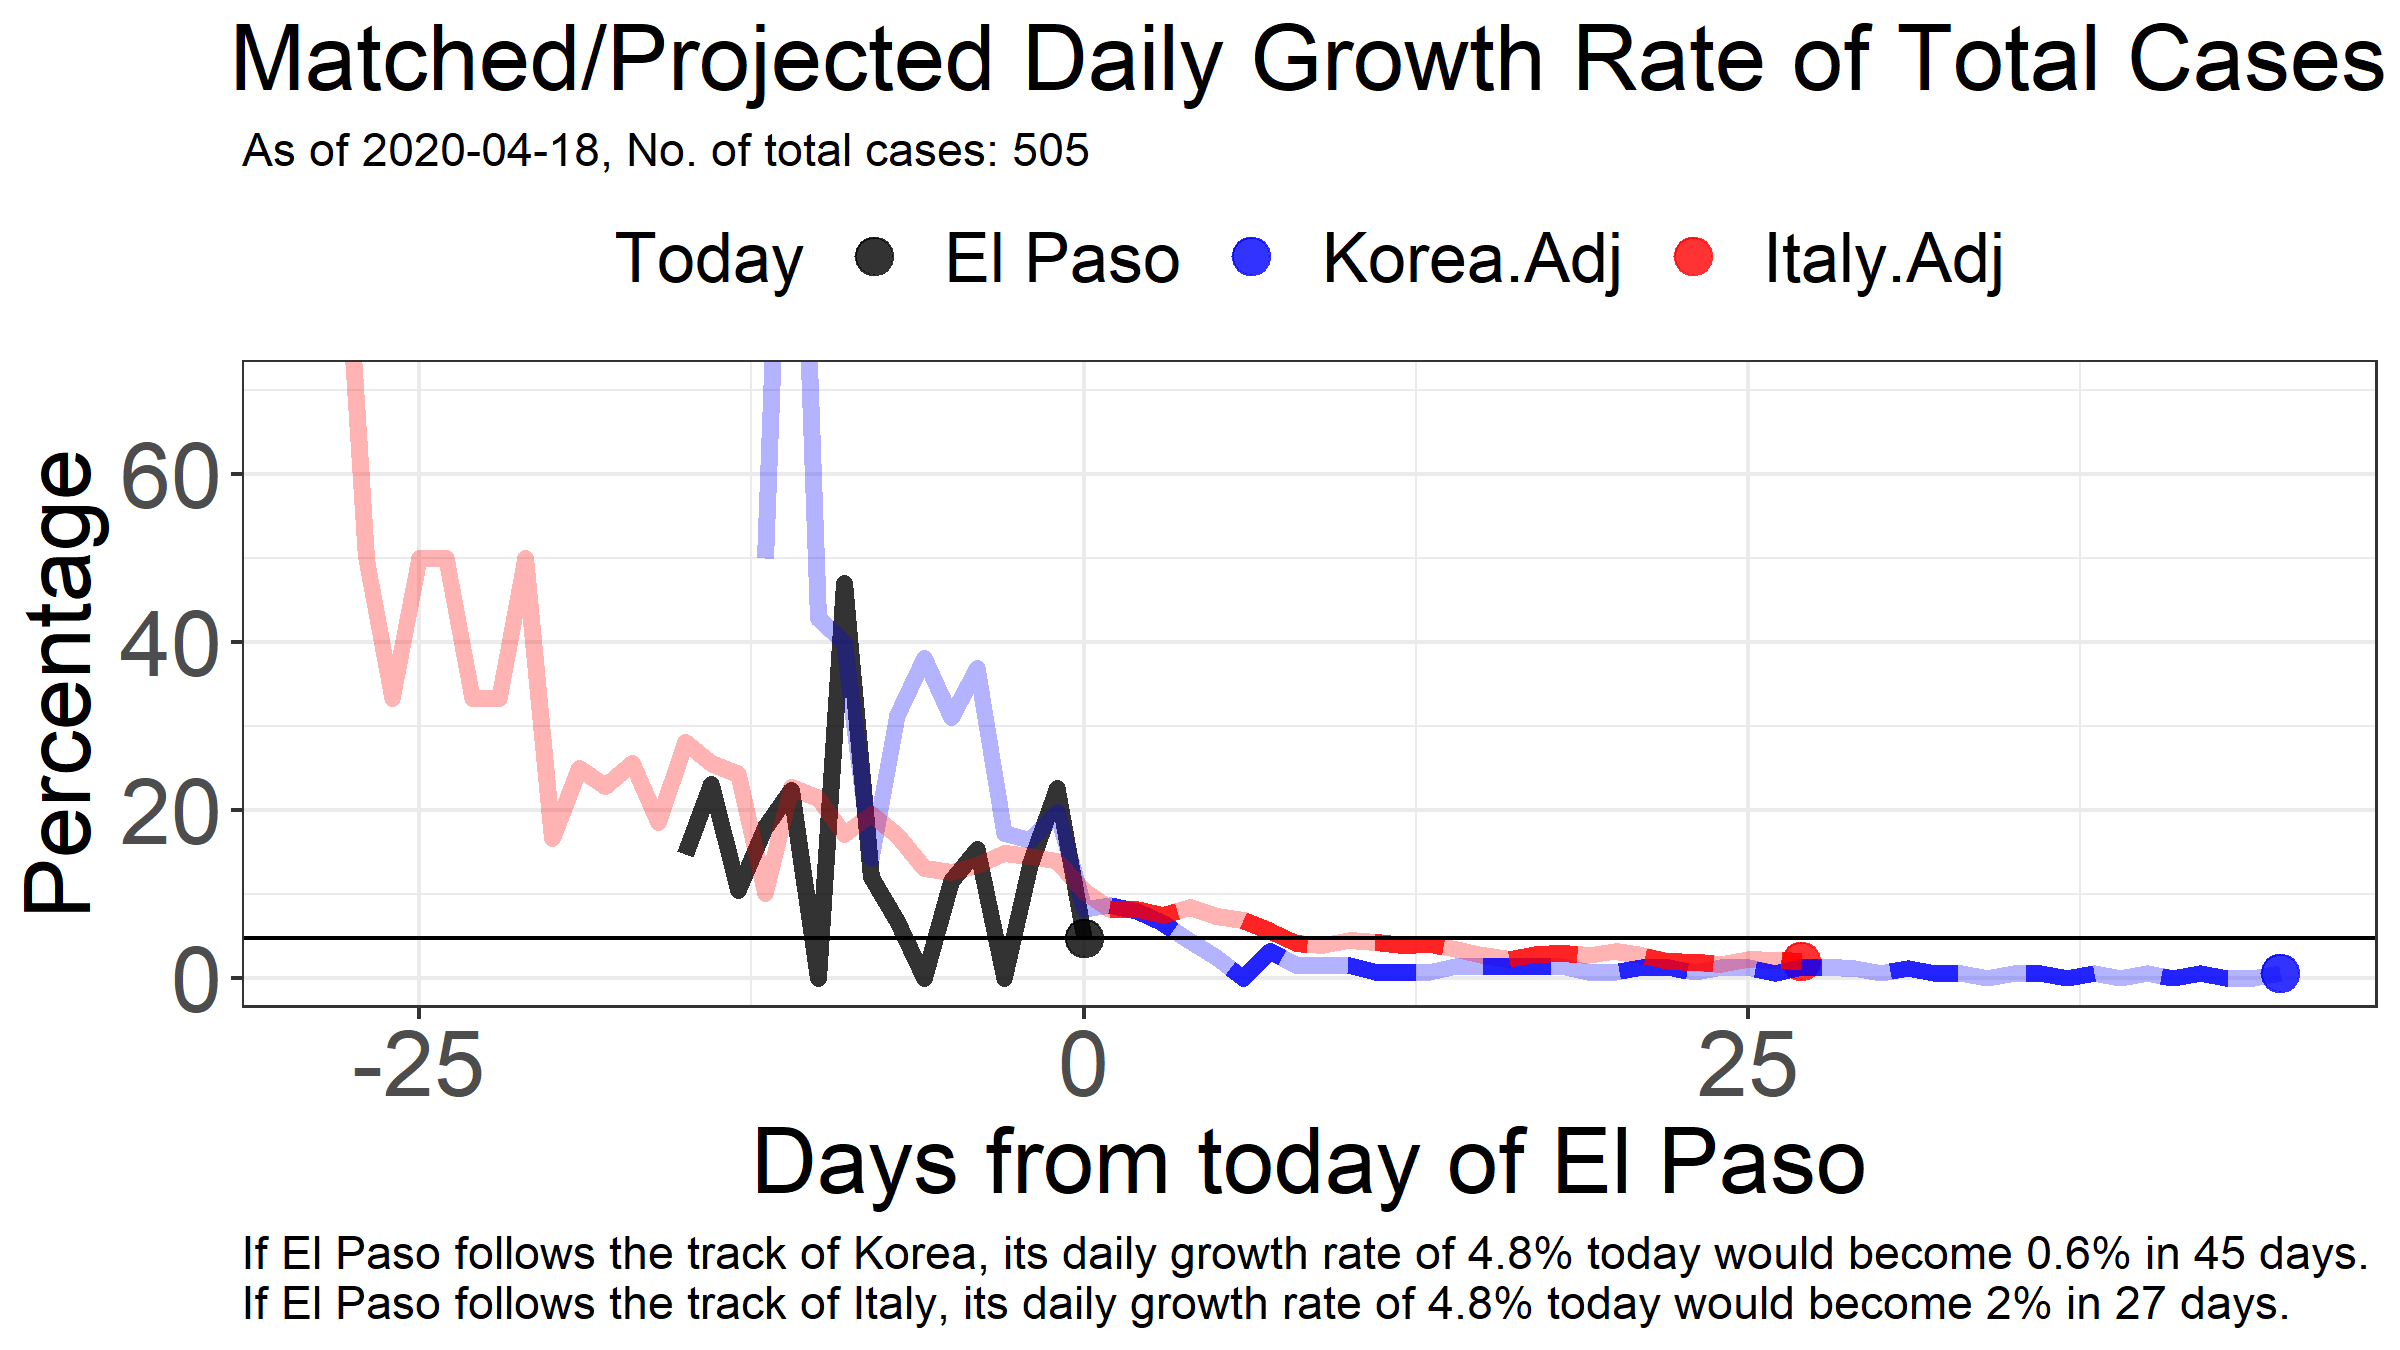 Matched/Projected Daily Growth Rate of Total Cases
As of 2020-04-18, No. of total cases: 505
Today El Paso Korea.Adj Italy.Adj
Percentage
60
40
20
0
-25 0 25
Days from today of El Paso
If El Paso follows the track of Korea, its daily growth rate of 4.8% today would become 0.6% in 45 days.
If El Paso follows the track of Italy, its daily growth rate of 4.8% today would become 2% in 27 days.